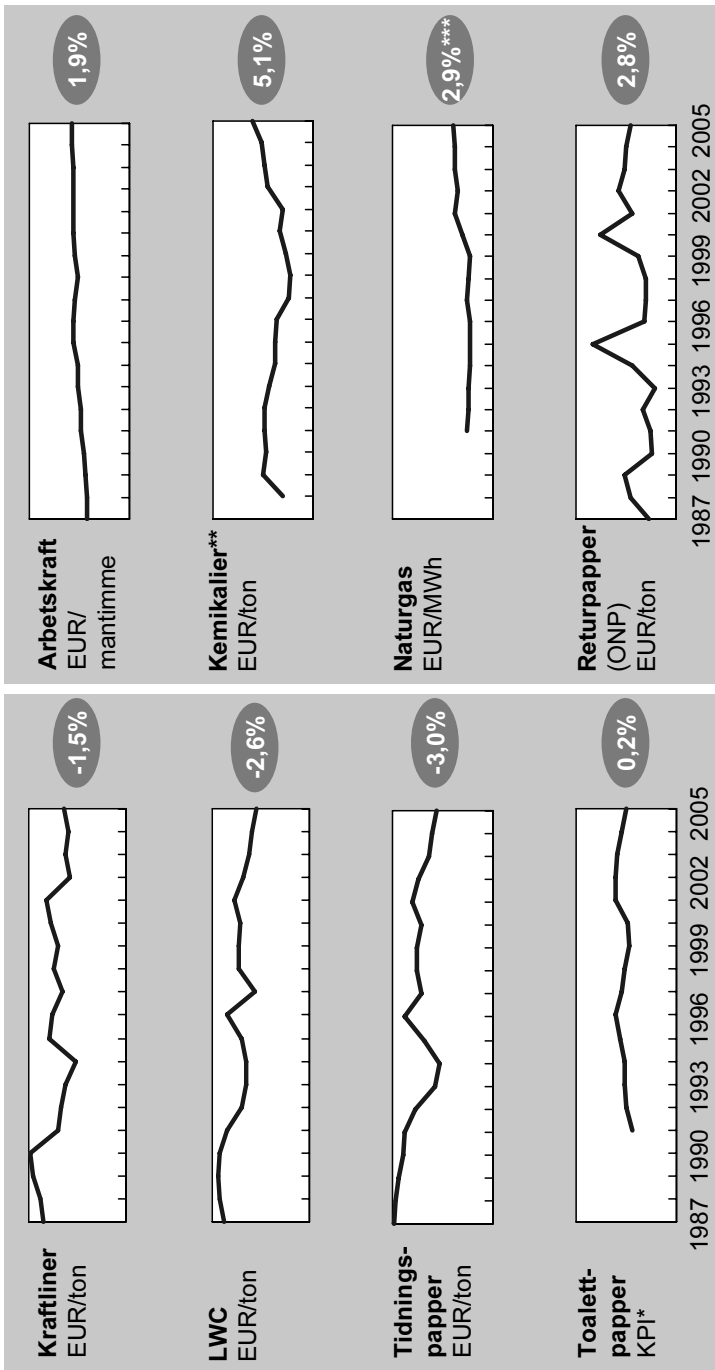 Kraftliner
EUR/ton
-1,5%
LWC
EUR/ton
-2,6%
Tidnings-
papper
EUR/ton
-3,0%
Toalett-
papper
KPI*
0,2%
1987 1990 1993 1996 1999 2002 2005
Arbetskraft
EUR/
mantimme
1,9%
Kemikalier**
EUR/ton
5,1%
Naturgas
EUR/MWh
2,9%***
Returpapper
(ONP)
EUR/ton
2,8%
1987 1990 1993 1996 1999 2002 2005